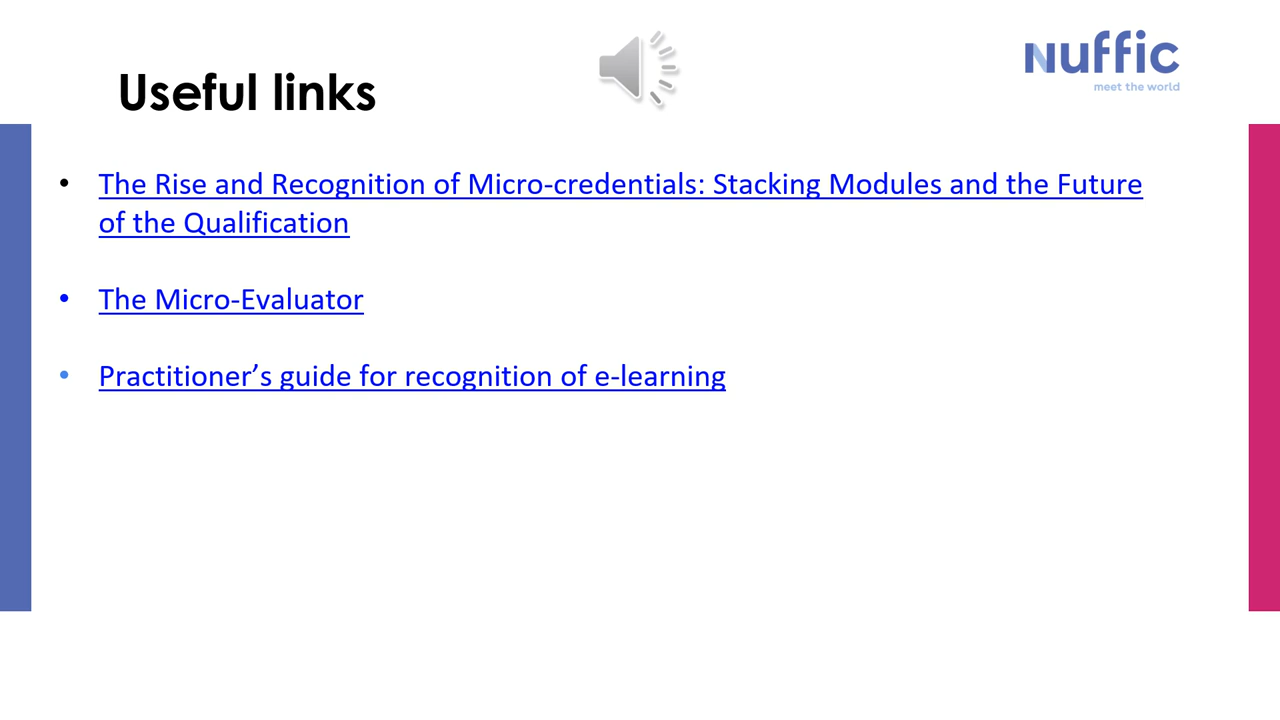 Useful links
nuffic
meet the world
• The Rise and Recognition of Micro-credentials: Stacking Modules and the Future
of the Qualification
• The Micro-Evaluator
• Practitioner’s guide for recognition of e-learning